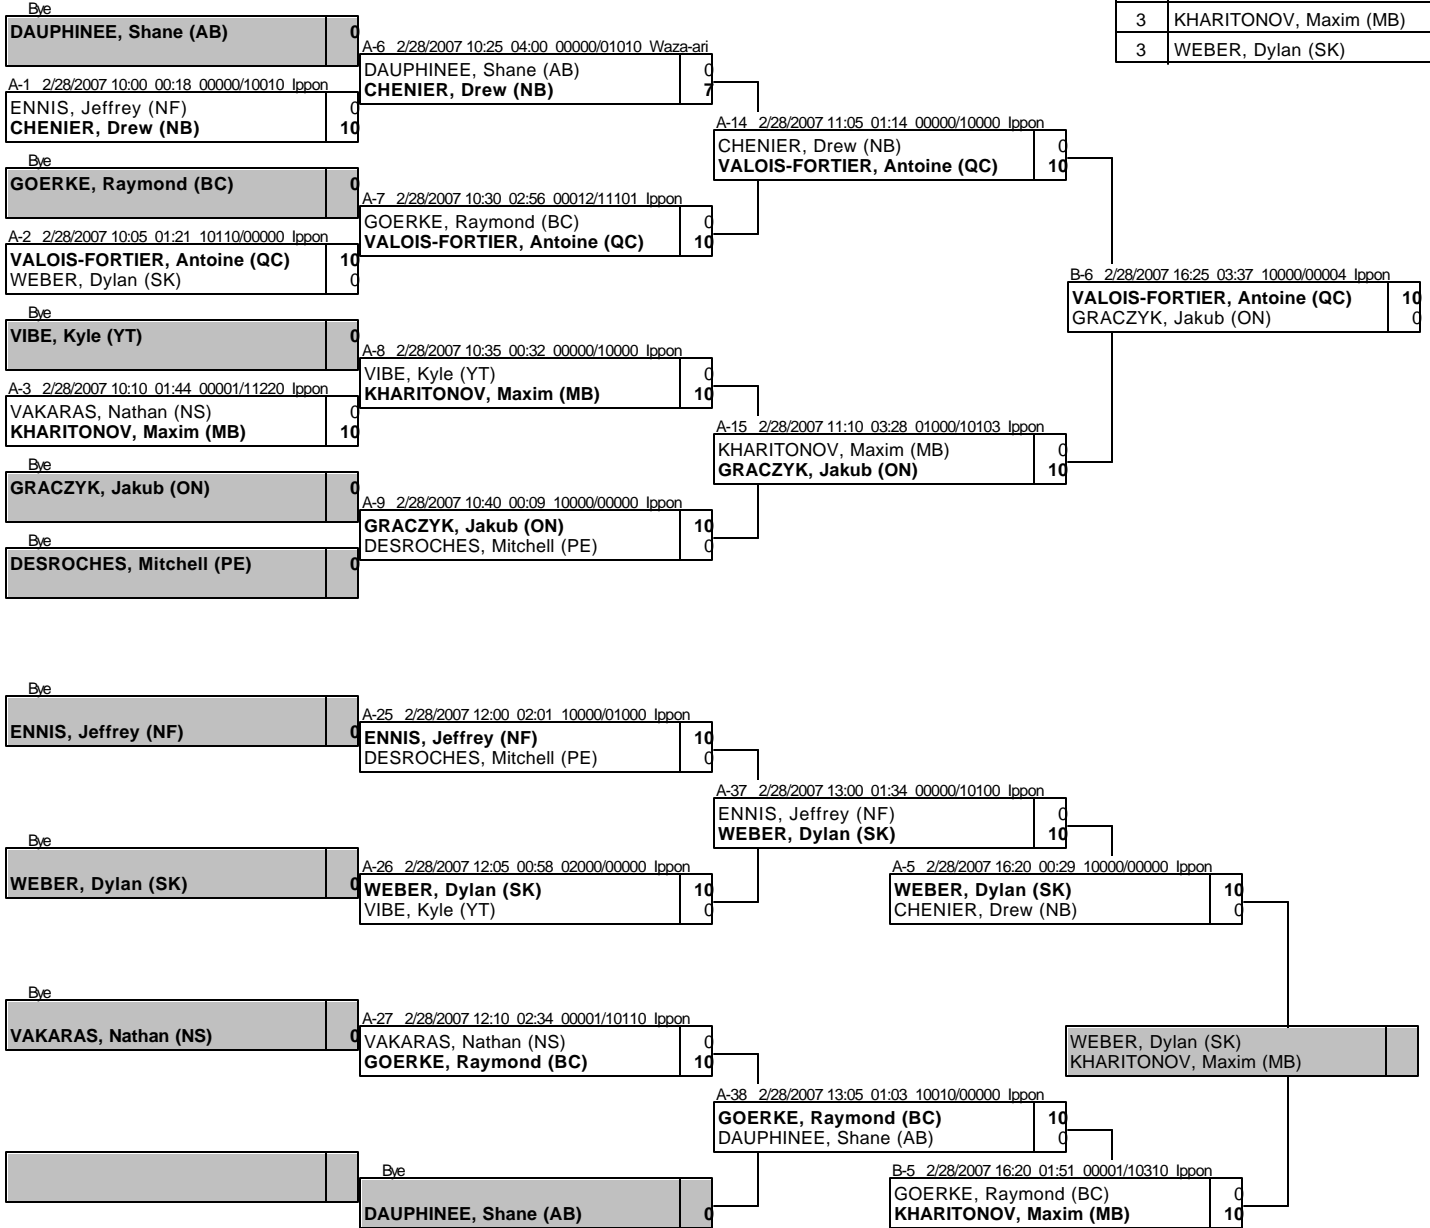 3 KHARITONOV, Maxim (MB)
3 WEBER, Dylan (SK)
Bye
DAUPHINEE, Shane (AB) 0
A-1 2/28/2007 10:00 00:18 00000/10010 Ippon
ENNIS, Jeffrey (NF) 0
CHENIER, Drew (NB) 10
Bye
GOERKE, Raymond (BC) 0
A-2 2/28/2007 10:05 01:21 10110/00000 Ippon
VALOIS-FORTIER, Antoine (QC) 10
WEBER, Dylan (SK) 0
Bye
VIBE, Kyle (YT) 0
A-3 2/28/2007 10:10 01:44 00001/11220 Ippon
VAKARAS, Nathan (NS) 0
KHARITONOV, Maxim (MB) 10
Bye
GRACZYK, Jakub (ON) 0
Bye
DESROCHES, Mitchell (PE) 0
A-6 2/28/2007 10:25 04:00 00000/01010 Waza-ari
DAUPHINEE, Shane (AB) 0
CHENIER, Drew (NB) 7
A-7 2/28/2007 10:30 02:56 00012/11101 Ippon
GOERKE, Raymond (BC) 0
VALOIS-FORTIER, Antoine (QC) 10
A-8 2/28/2007 10:35 00:32 00000/10000 Ippon
VIBE, Kyle (YT) 0
KHARITONOV, Maxim (MB) 10
A-9 2/28/2007 10:40 00:09 10000/00000 Ippon
GRACZYK, Jakub (ON) 10
DESROCHES, Mitchell (PE) 0
A-14 2/28/2007 11:05 01:14 00000/10000 Ippon
CHENIER, Drew (NB) 0
VALOIS-FORTIER, Antoine (QC) 10
A-15 2/28/2007 11:10 03:28 01000/10103 Ippon
KHARITONOV, Maxim (MB) 0
GRACZYK, Jakub (ON) 10
B-6 2/28/2007 16:25 03:37 10000/00004 Ippon
VALOIS-FORTIER, Antoine (QC) 10
GRACZYK, Jakub (ON) 0
Bye
ENNIS, Jeffrey (NF) 0
Bye
WEBER, Dylan (SK) 0
Bye
VAKARAS, Nathan (NS) 0
A-25 2/28/2007 12:00 02:01 10000/01000 Ippon
ENNIS, Jeffrey (NF) 10
DESROCHES, Mitchell (PE) 0
A-26 2/28/2007 12:05 00:58 02000/00000 Ippon
WEBER, Dylan (SK) 10
VIBE, Kyle (YT) 0
A-27 2/28/2007 12:10 02:34 00001/10110 Ippon
VAKARAS, Nathan (NS) 0
GOERKE, Raymond (BC) 10
Bye
DAUPHINEE, Shane (AB) 0
A-37 2/28/2007 13:00 01:34 00000/10100 Ippon
ENNIS, Jeffrey (NF) 0
WEBER, Dylan (SK) 10
A-38 2/28/2007 13:05 01:03 10010/00000 Ippon
GOERKE, Raymond (BC) 10
DAUPHINEE, Shane (AB) 0
A-5 2/28/2007 16:20 00:29 10000/00000 Ippon
WEBER, Dylan (SK) 10
CHENIER, Drew (NB) 0
B-5 2/28/2007 16:20 01:51 00001/10310 Ippon
GOERKE, Raymond (BC) 0
KHARITONOV, Maxim (MB) 10
WEBER, Dylan (SK)
KHARITONOV, Maxim (MB)